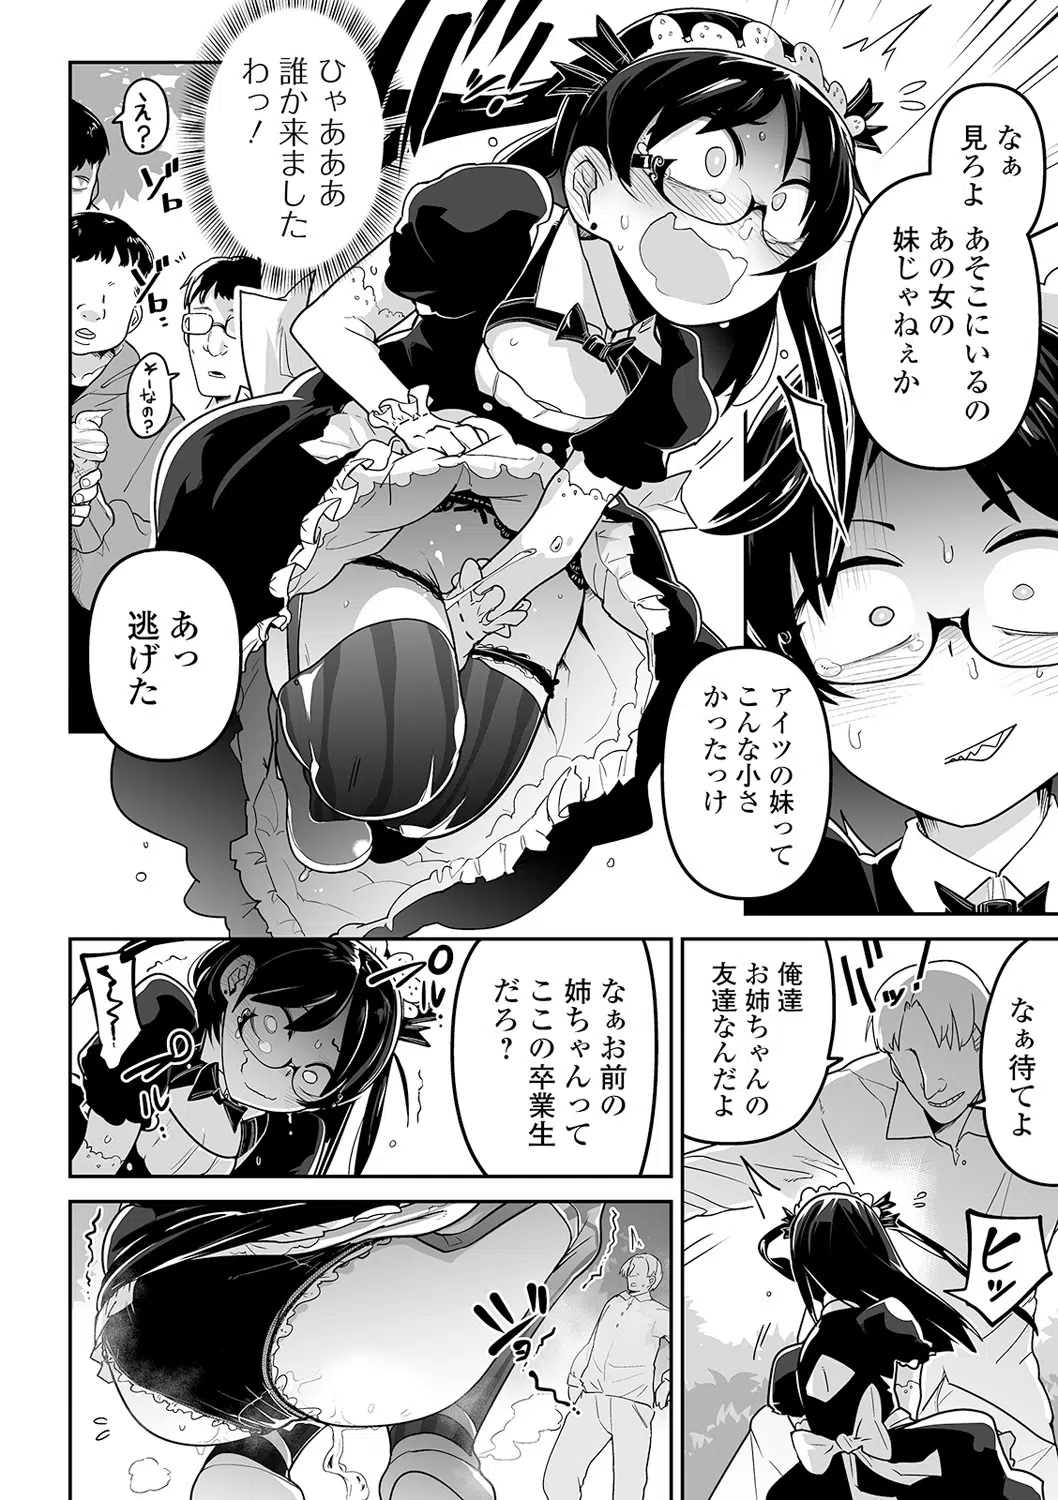 なぁ
見ろよ あそこにいるの
あの女の
妹じゃねぇか
ひゃあああ
誰か来ました
わっ！
え？
ゾロ
ゾロ
そーなの？
アイツの妹って
こんな小さ
かったっけ
あっ
逃げた
なぁ待てよ
俺達
お姉ちゃんの
友達なんだよ
ヒッ
なぁお前の
姉ちゃんって
ここの卒業生
だろ？